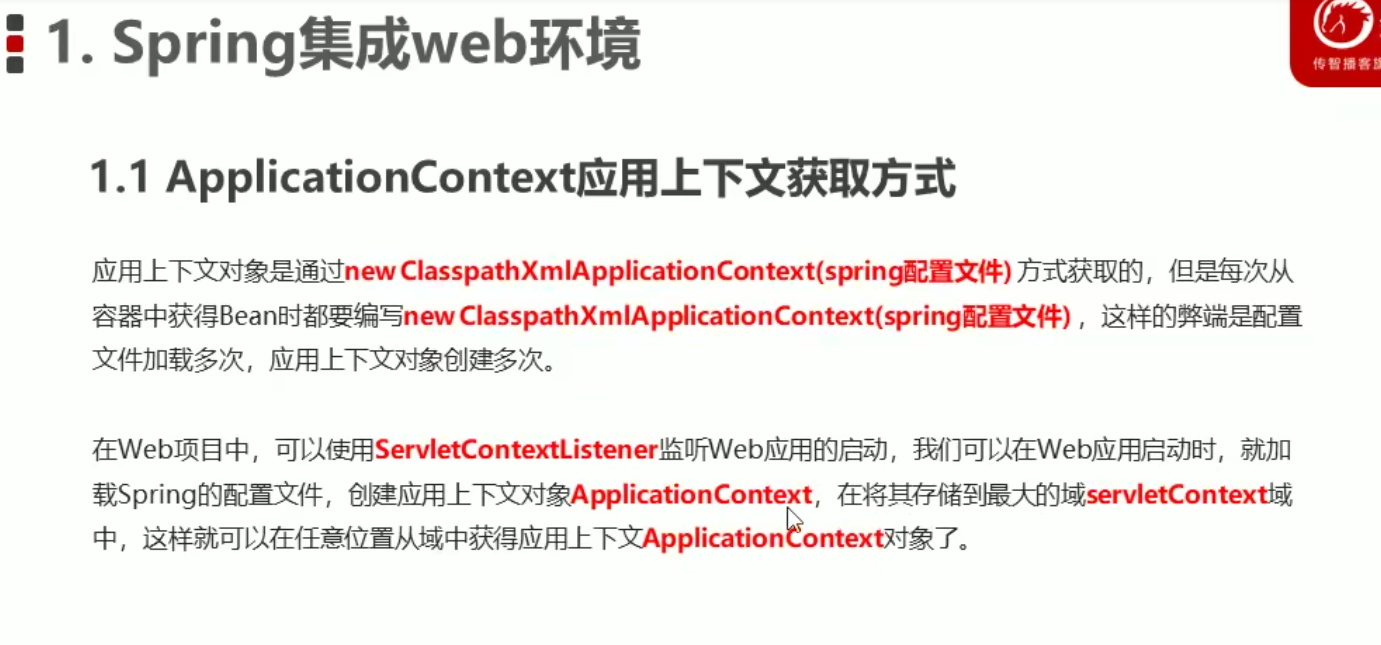 1. Spring集成web环境
传智播客旗
1.1 ApplicationContext应用上下文获取方式
应用上下文对象是通过new ClasspathXmlApplicationContext(spring配置文件) 方式获取的，但是每次从
容器中获得Bean时都要编写new ClasspathXmlApplicationContext(spring配置文件) ，这样的弊端是配置
文件加载多次，应用上下文对象创建多次。
在Web项目中，可以使用ServletContextListener监听Web应用的启动，我们可以在Web应用启动时，就加
载Spring的配置文件，创建应用上下文对象ApplicationContext，在将其存储到最大的域servletContext域
中，这样就可以在任意位置从域中获得应用上下文ApplicationContext对象了。